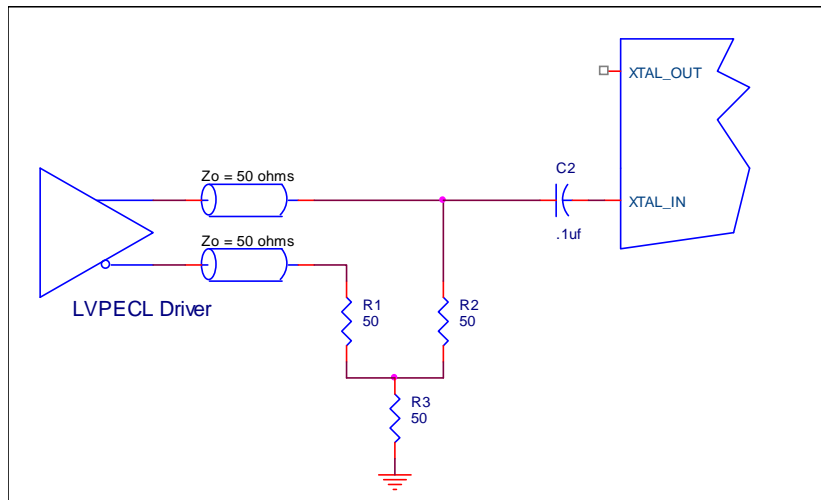 XTAL_OUT
Zo = 50 ohms
C2
XTAL_IN
.1uf
Zo = 50 ohms
LVPECL Driver
R1
50
R2
50
R3
50